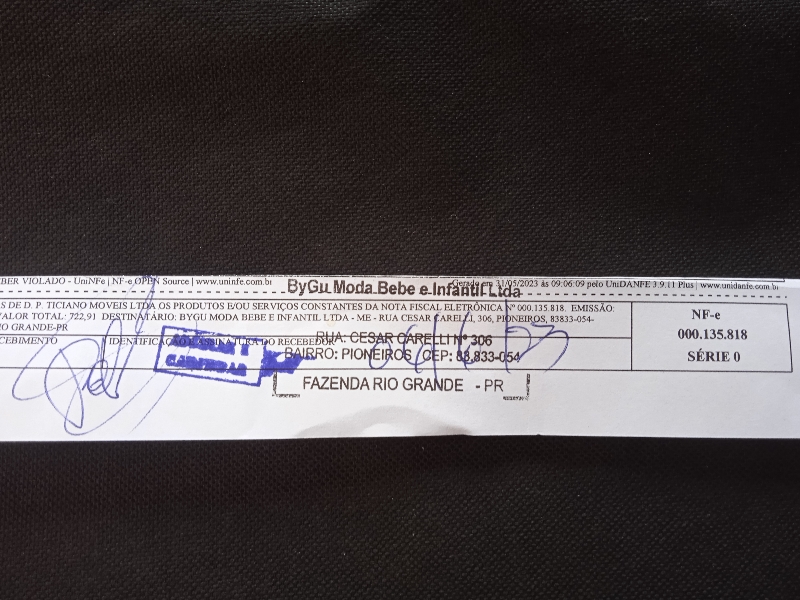 BER VIOLADO - UniNFe | NF-e OPEN Source | www.uninfe.com.br
Gerado em 31/05/2023 às 09:06:09 pelo UniDANFE 3.9.11 Plus | www.unidanfe.com.br
ByGu Moda Bebe e Infantil Ltda
S DE D. P. TICIANO MOVEIS LTDA OS PRODUTOS E/OU SERVIÇOS CONSTANTES DA NOTA FISCAL ELETRÔNICA Nº 000.135.818. EMISSÃO:
VALOR TOTAL: 722,91 DESTINATÁRIO: BYGU MODA BEBE E INFANTIL LTDA - ME - RUA CESAR CARELLI, 306, PIONEIROS, 83833-054-
IO GRANDE-PR
NF-e
000.135.818
SÉRIE 0
CEBIMENTO
IDENTIFICAÇÃO E ASSINATURA DO RECEBEDOR
RUA: CESAR CARELLI Nº 306
BAIRRO: PIONEIROS CEP: 83.833-054
FAZENDA RIO GRANDE - PR